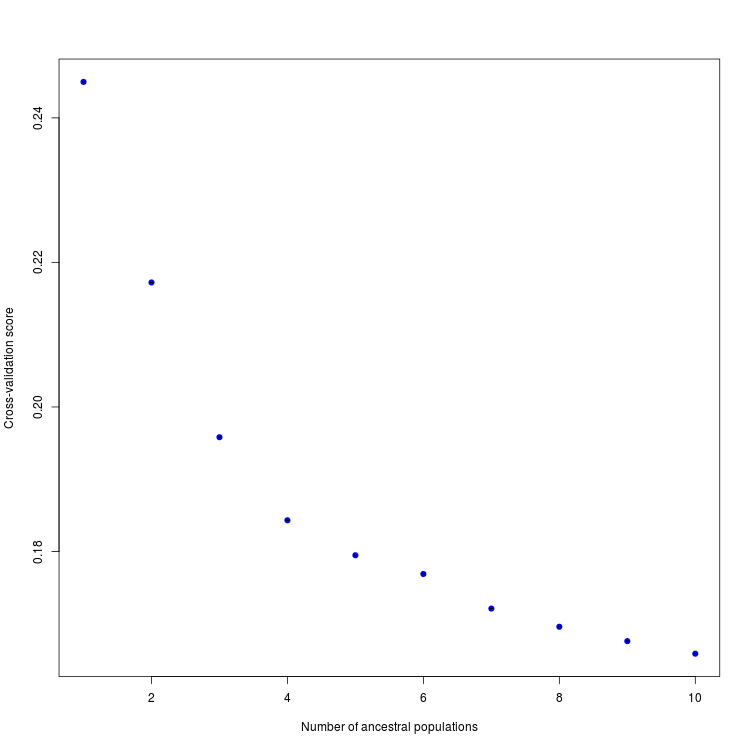 0.24
0.22
0.20
0.18
Cross-validation score
2 4 6 8 10
Number of ancestral populations